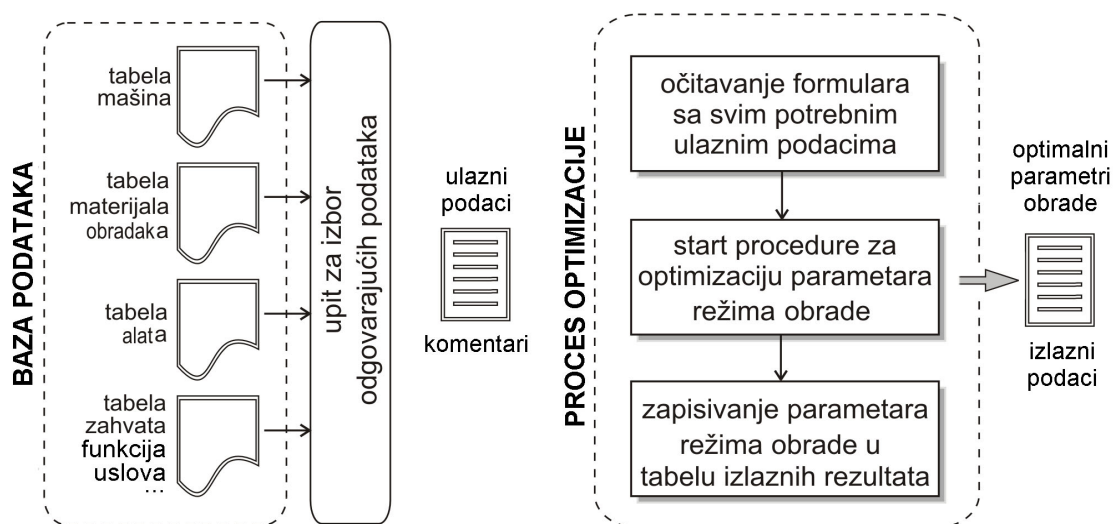 BAZA PODATAKA
tabela
mašina
tabela
materijala
obradaka
tabela
alata
tabela
zahvata
funkcija
uslova
...
upit za izbor
odgovarajućih podataka
ulazni
podaci
komentari
PROCES OPTIMIZACIJE
očitavanje formulara
sa svim potrebnim
ulaznim podacima
start procedure za
optimizaciju parametara
režima obrade
zapisivanje parametara
režima obrade u
tabelu izlaznih rezultata
optimalni
parametri
obrade
izlazni
podaci